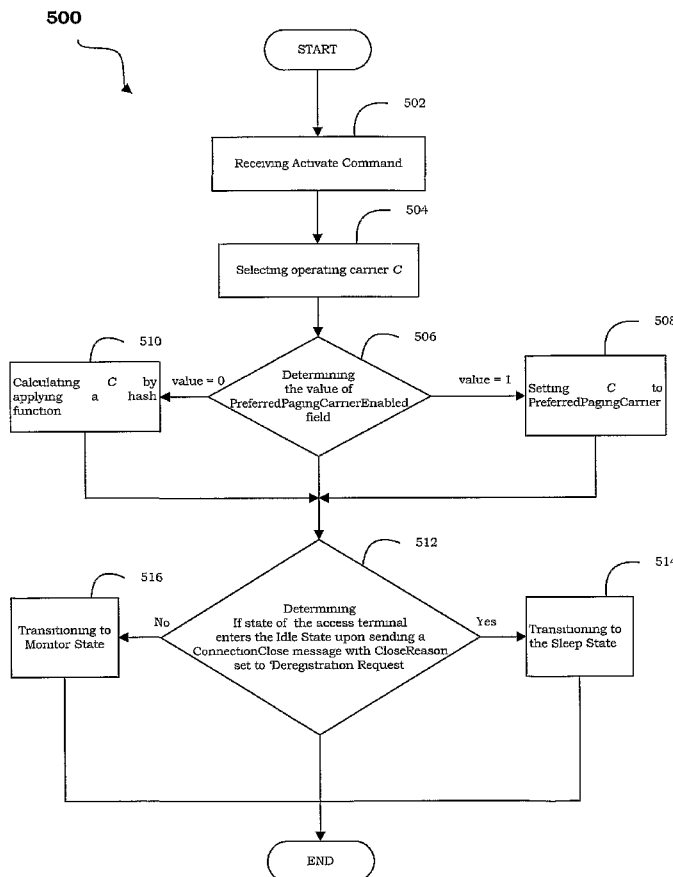 500
START
502
Receiving Activate Command
504
Selecting operating carrier C
506
Determining
the value of
PreferredPagingCarrierEnabled
field
510
Calculating C by
applying a hash
function
value = 0
value = 1
508
Setting C to
PreferredPagingCarrier
512
Determining
If state of the access terminal
enters the Idle State upon sending a
ConnectionClose message with CloseReason
set to Deregistration Request
516
Transitioning to
Monitor State
No
Yes
514
Transitioning to
the Sleep State
END